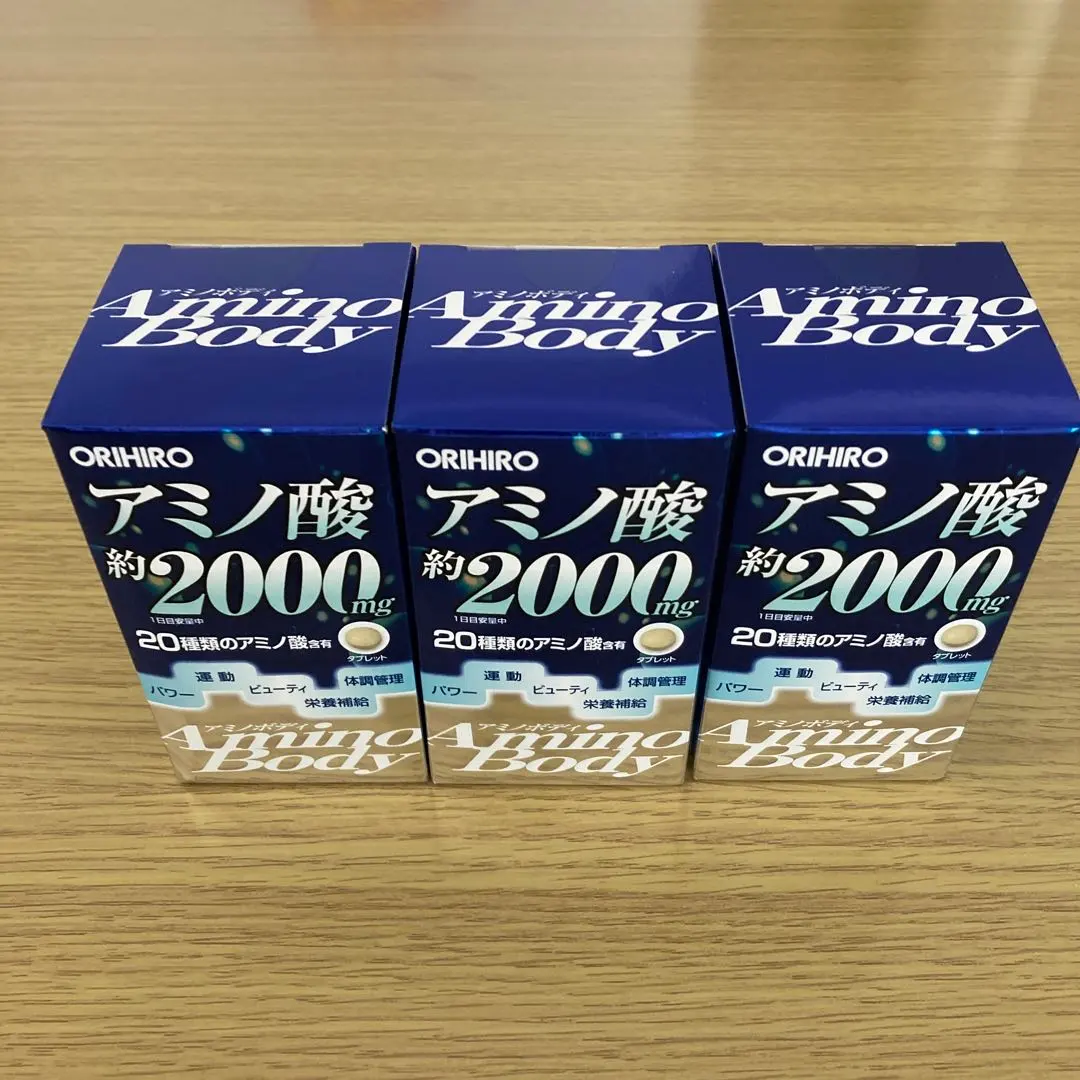 アミノボディ
Amino
Body
ORIHIRO
アミノ酸
約2000mg
1日目安量中
20種類のアミノ酸含有
タブレット
パワー 運動 ビューティ 栄養補給 体調管理
アミノボディ
Amino
Body
アミノボディ
Amino
Body
ORIHIRO
アミノ酸
約2000mg
1日目安量中
20種類のアミノ酸含有
タブレット
パワー 運動 ビューティ 栄養補給 体調管理
アミノボディ
Amino
Body
アミノボディ
Amino
Body
ORIHIRO
アミノ酸
約2000mg
1日目安量中
20種類のアミノ酸含有
タブレット
パワー 運動 ビューティ 栄養補給 体調管理
アミノボディ
Amino
Body